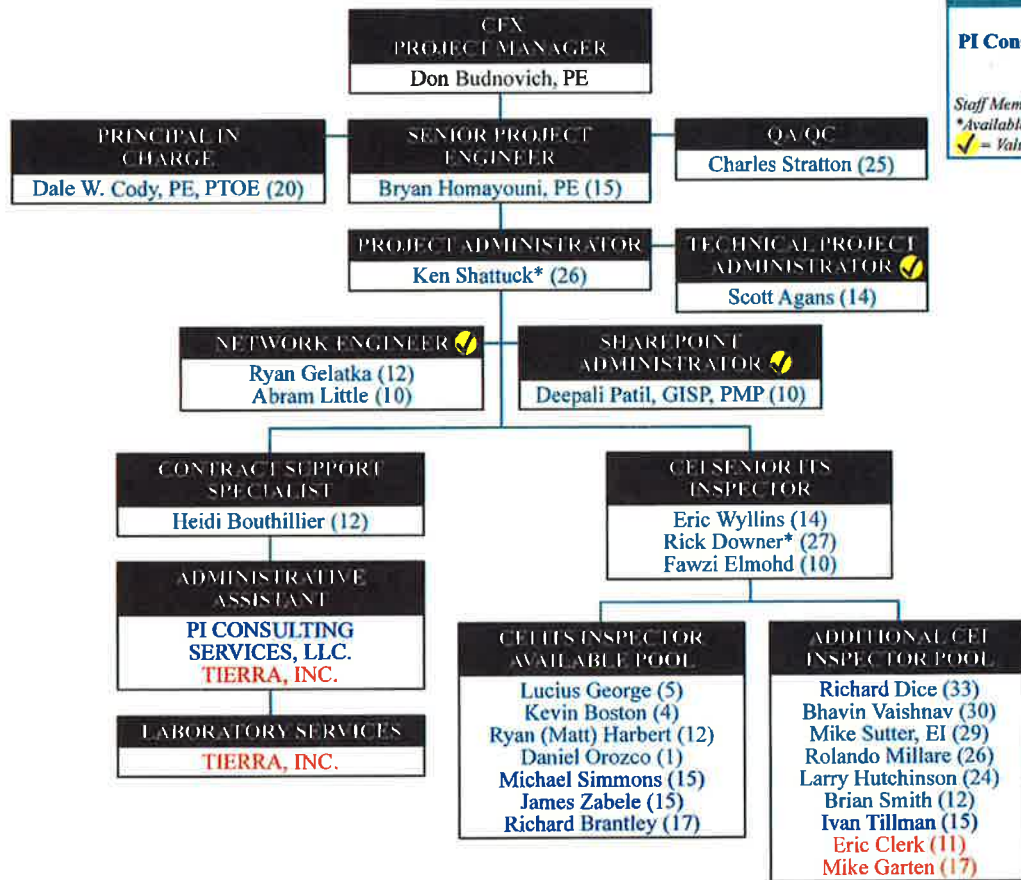 CFX
PROJECT MANAGER
Don Budnovich, PE
PI Con
Staff Mem
*Availabl
= Val
PRINCIPAL IN
CHARGE
Dale W. Cody, PE, PTOE (20)
SENIOR PROJECT
ENGINEER
Bryan Homayouni, PE (15)
QA/QC
Charles Stratton (25)
PROJECT ADMINISTRATOR
Ken Shattuck* (26)
TECHNICAL PROJECT
ADMINISTRATOR
Scott Agans (14)
NETWORK ENGINEER
Ryan Gelatka (12)
Abram Little (10)
SHAREPOINT
ADMINISTRATOR
Deepali Patil, GISP, PMP (10)
CONTRACT SUPPORT
SPECIALIST
Heidi Bouthillier (12)
ADMINISTRATIVE
ASSISTANT
PI CONSULTING
SERVICES, LLC.
TIERRA, INC.
LABORATORY SERVICES
TIERRA, INC.
CEI SENIOR ITS
INSPECTOR
Eric Wyllins (14)
Rick Downer* (27)
Fawzi Elmohd (10)
CEI ITS INSPECTOR
AVAILABLE POOL
Lucius George (5)
Kevin Boston (4)
Ryan (Matt) Harbert (12)
Daniel Orozco (1)
Michael Simmons (15)
James Zabele (15)
Richard Brantley (17)
ADDITIONAL CEI
INSPECTOR POOL
Richard Dice (33)
Bhavin Vaishnav (30)
Mike Sutter, EI (29)
Rolando Millare (26)
Larry Hutchinson (24)
Brian Smith (12)
Ivan Tillman (15)
Eric Clerk (11)
Mike Garten (17)